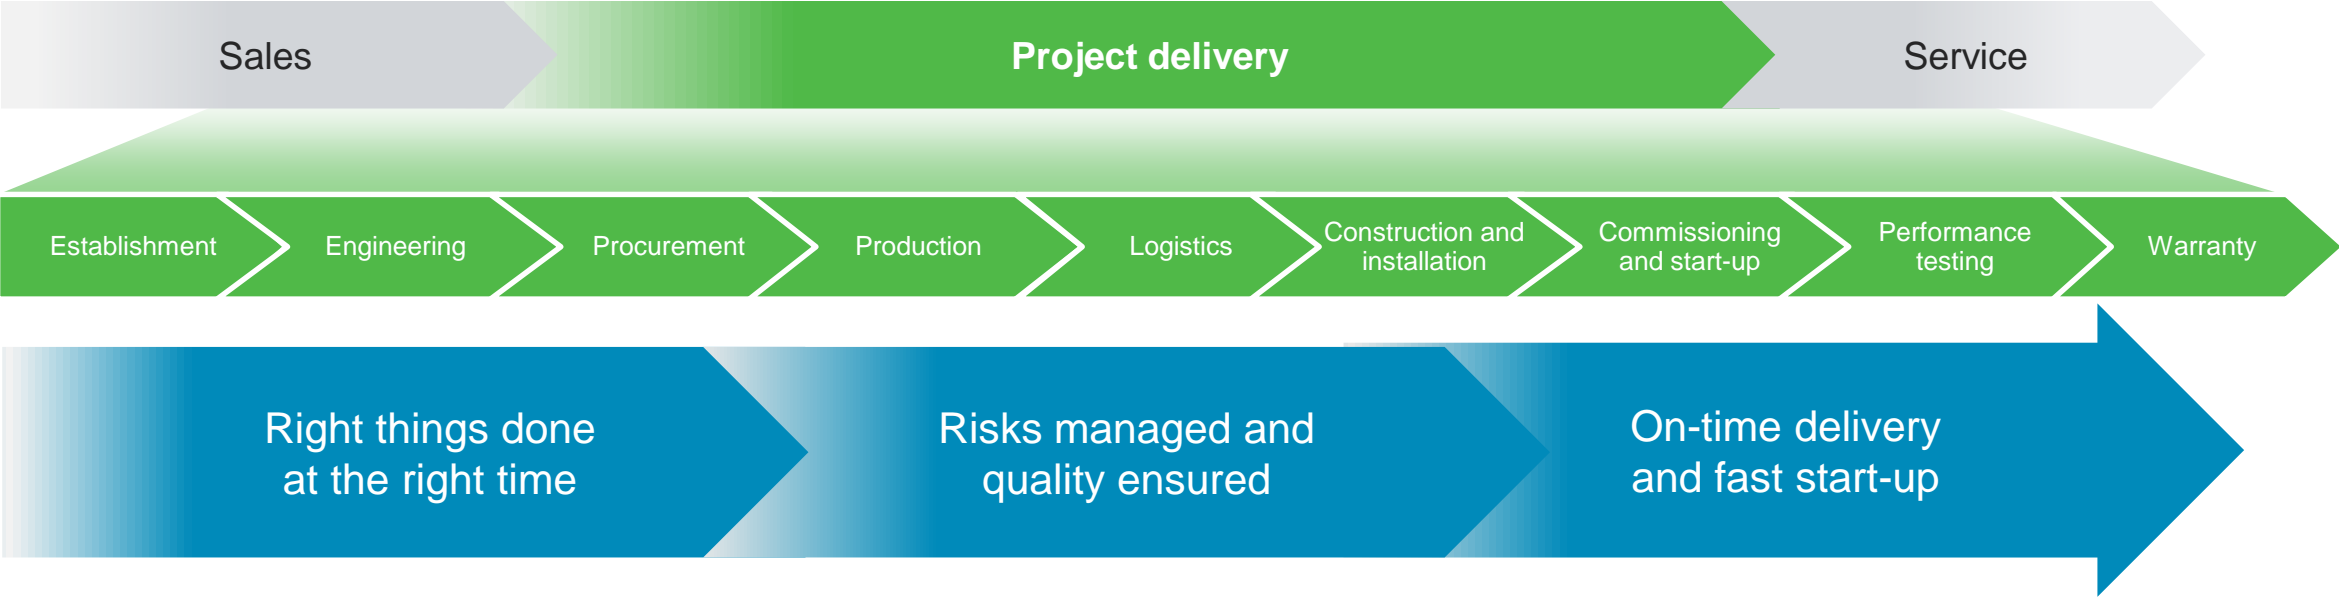 Sales
Project delivery
Service
Establishment
Engineering
Procurement
Production
Logistics
Construction and
installation
Commissioning
and start-up
Performance
testing
Warranty
Right things done
at the right time
Risks managed and
quality ensured
On-time delivery
and fast start-up